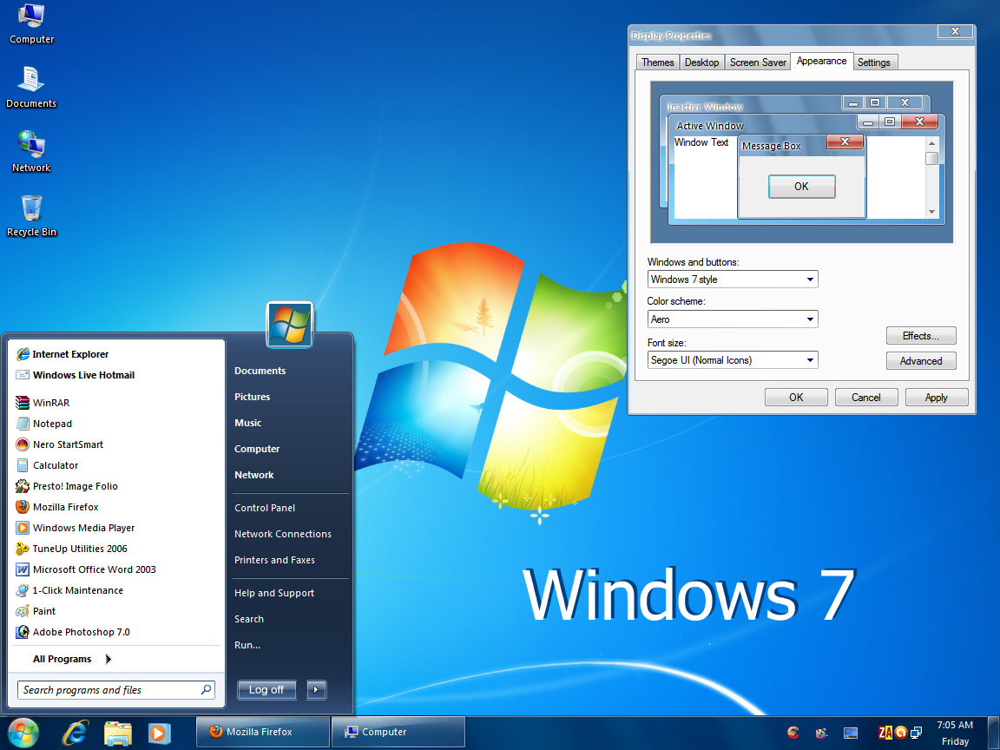 Computer
Documents
Network
Recycle Bin
Display Properties
Themes
Desktop
Screen Saver
Appearance
Settings
Inactive Window
Active Window
Window Text
Message Box
OK
Windows and buttons:
Windows 7 style
Color scheme:
Aero
Font size:
Segoe UI (Normal Icons)
Effects...
Advanced
OK
Cancel
Apply
Internet Explorer
Windows Live Hotmail
WinRAR
Notepad
Nero StartSmart
Calculator
Presto! Image Folio
Mozilla Firefox
Windows Media Player
TuneUp Utilities 2006
Microsoft Office Word 2003
1-Click Maintenance
Paint
Adobe Photoshop 7.0
All Programs
Search programs and files
Documents
Pictures
Music
Computer
Network
Control Panel
Network Connections
Printers and Faxes
Help and Support
Search
Run...
Log off
Windows 7
Mozilla Firefox
Computer
ZA
7:05 AM
Friday